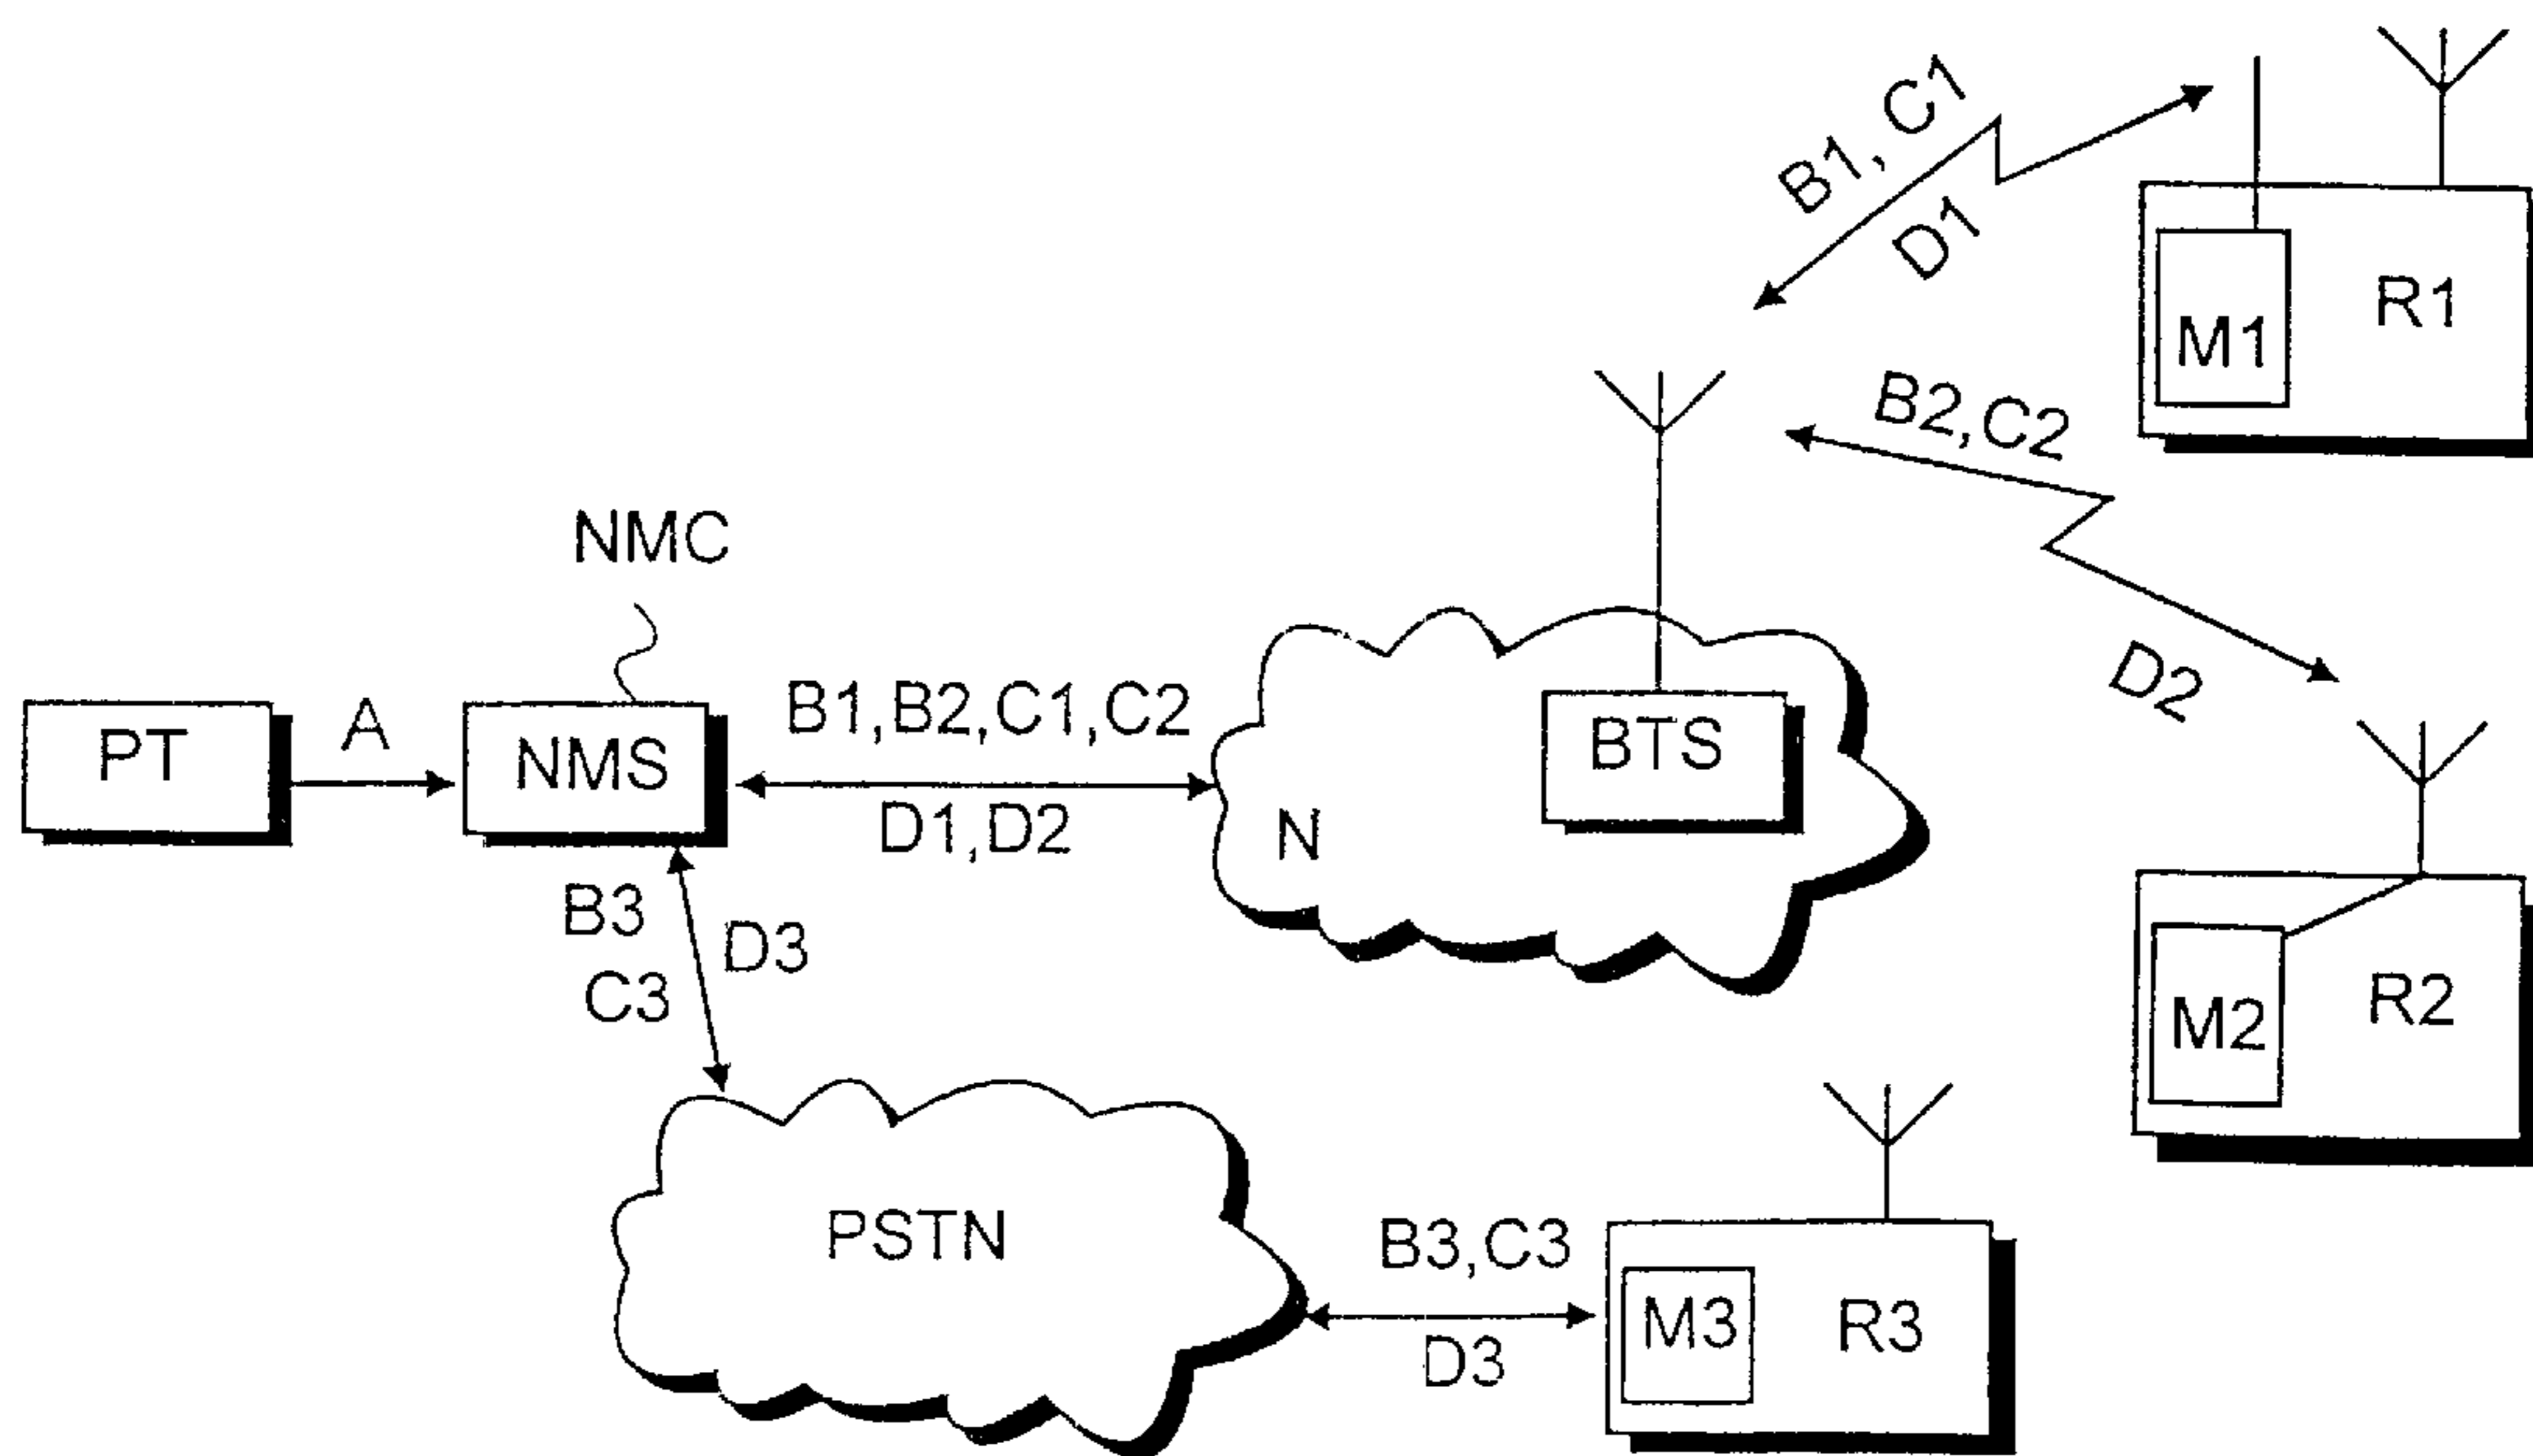 B1, C1
D1
M1
R1
B2,C2
D2
NMC
PT
A
NMS
B1,B2,C1,C2
D1,D2
N
BTS
B3
C3
D3
M2
R2
PSTN
B3,C3
D3
M3
R3